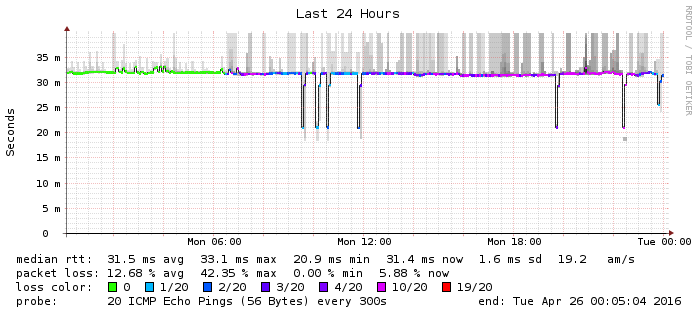 Last 24 Hours
RRDTOOL / TOBI OETIKER
Seconds
35 m
30 m
25 m
20 m
15 m
10 m
5 m
0
Mon 06:00 Mon 12:00 Mon 18:00 Tue 00:00
median rtt: 31.5 ms avg 33.1 ms max 20.9 ms min 31.4 ms now 1.6 ms sd 19.2 am/s
packet loss: 12.68 % avg 42.35 % max 0.00 % min 5.88 % now
loss color: 0 1/20 2/20 3/20 4/20 10/20 19/20
probe: 20 ICMP Echo Pings (56 Bytes) every 300s end: Tue Apr 26 00:05:04 2016